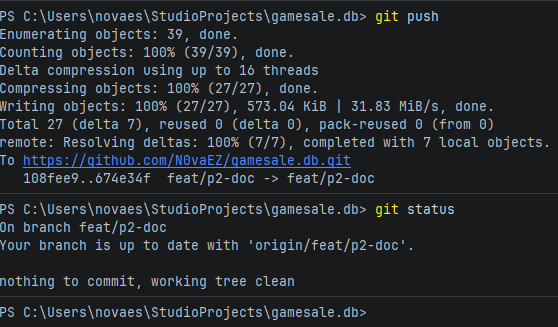 PS C:\Users\novaes\StudioProjects\gamesale.db> git push
Enumerating objects: 39, done.
Counting objects: 100% (39/39), done.
Delta compression using up to 16 threads
Compressing objects: 100% (27/27), done.
Writing objects: 100% (27/27), 573.04 KiB | 31.83 MiB/s, done.
Total 27 (delta 7), reused 0 (delta 0), pack-reused 0 (from 0)
remote: Resolving deltas: 100% (7/7), completed with 7 local objects.
To https://github.com/N0vaEZ/gamesale.db.git
   108fee9..674e34f  feat/p2-doc -> feat/p2-doc
PS C:\Users\novaes\StudioProjects\gamesale.db> git status
On branch feat/p2-doc
Your branch is up to date with 'origin/feat/p2-doc'.
nothing to commit, working tree clean
PS C:\Users\novaes\StudioProjects\gamesale.db>